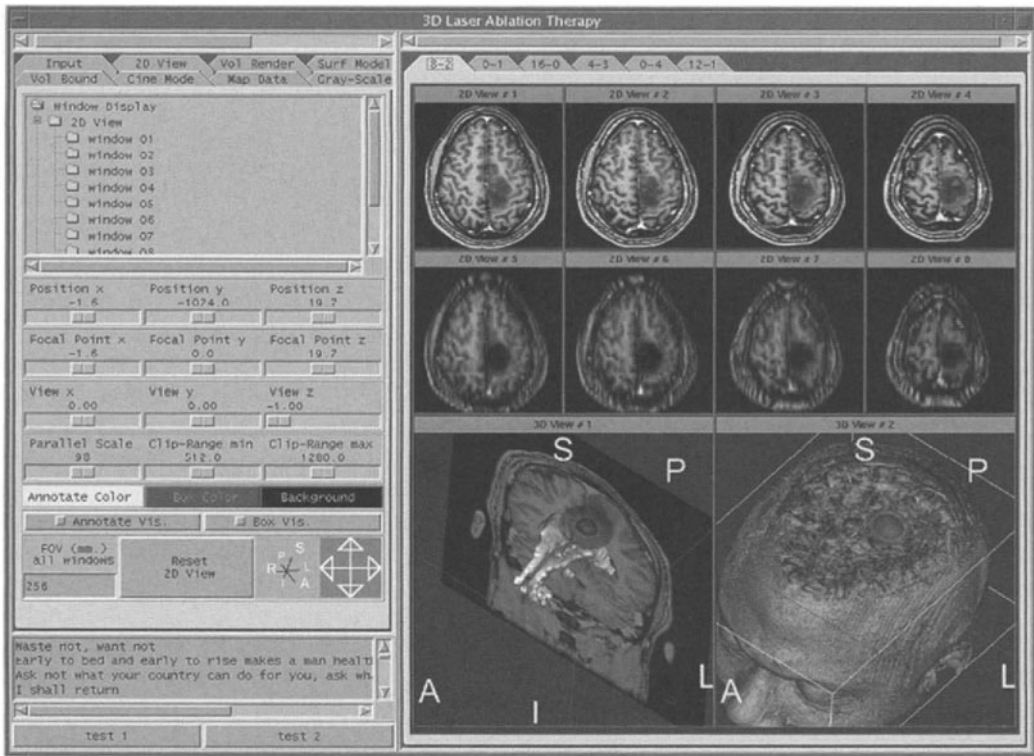 3D Laser Ablation Therapy
Input 2D View Vol Render Surf Model
Vol Bound Cine Mode Map Data Gray-Scale
Window Display
2D View
window 01
window 02
window 03
window 04
window 05
window 06
window 07
window 08
Position x Position y Position z
-1.6 -1024.0 19.7
Focal Point x Focal Point y Focal Point z
-1.6 0.0 19.7
View x View y View z
0.00 0.00 -1.00
Parallel Scale Clip-Range min Clip-Range max
98 512.0 1280.0
Annotate Color Box Color Background
Annotate Vis. Box Vis.
FOV (mm.)
all windows
256
Reset
2D View
S
P
R L
I A
Waste not, want not
Early to bed and early to rise makes a man healt
Ask not what your country can do for you, ask wh
I shall return
test 1 test 2
8-2 0-1 16-0 4-3 0-4 12-1
2D View # 1 2D View # 2 2D View # 3 2D View # 4
2D View # 5 2D View # 6 2D View # 7 2D View # 8
3D View # 1 3D View # 2
S P S P
A I L A L